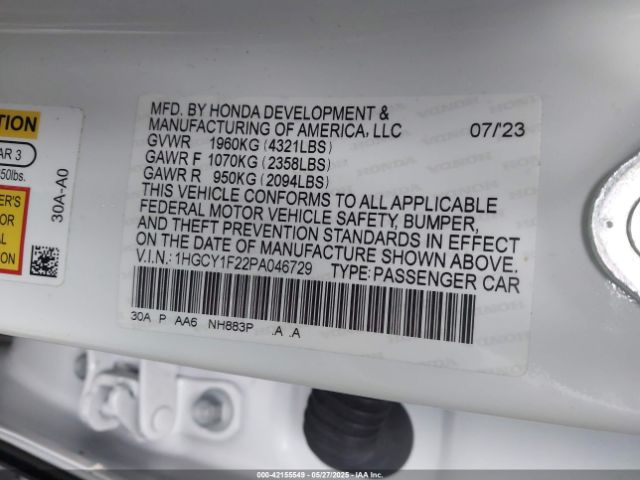 TION
AR 3
50lbs.
30A-A0
MFD. BY HONDA DEVELOPMENT &
MANUFACTURING OF AMERICA, LLC 07/'23
GVWR 1960KG (4321LBS)
GAWR F 1070KG (2358LBS)
GAWR R 950KG (2094LBS)
THIS VEHICLE CONFORMS TO ALL APPLICABLE
FEDERAL MOTOR VEHICLE SAFETY, BUMPER,
AND THEFT PREVENTION STANDARDS IN EFFECT
ON THE DATE OF MANUFACTURE SHOWN ABOVE.
V.I.N.: 1HGCY1F22PA046729 TYPE: PASSENGER CAR
30A P AA6 NH883P .A .A
000-42155549 | 05/27/2025 | IAA Inc.